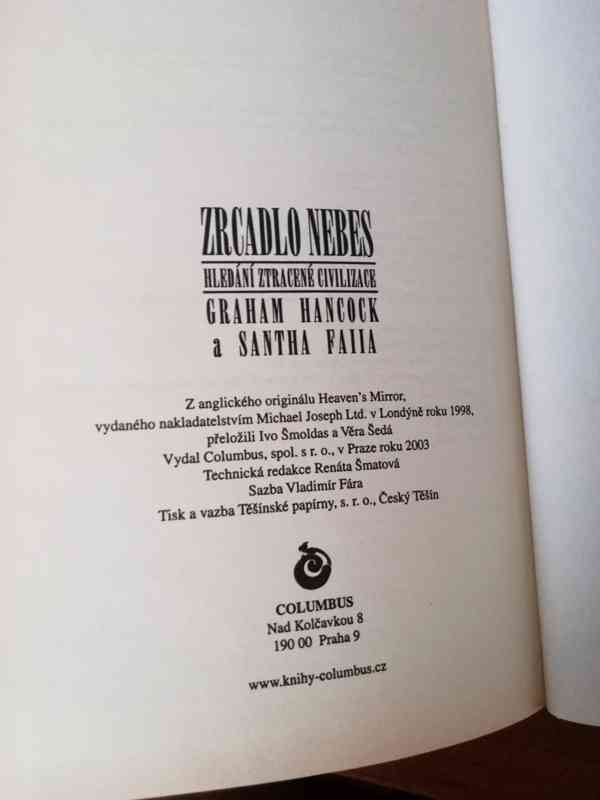 ZRCADLO NEBES
HLEDÁNÍ ZTRACENÉ CIVILIZACE
GRAHAM HANCOCK
a SANTHA FAIIA
Z anglického originálu Heaven's Mirror,
vydaného nakladatelstvím Michael Joseph Ltd. v Londýně roku 1998,
přeložili Ivo Šmoldas a Věra Šedá
Vydal Columbus, spol. s r. o., v Praze roku 2003
Technická redakce Renáta Šmatová
Sazba Vladimír Fára
Tisk a vazba Těšínské papírny, s. r. o., Český Těšín
COLUMBUS
Nad Kolčavkou 8
190 00 Praha 9
www.knihy-columbus.cz